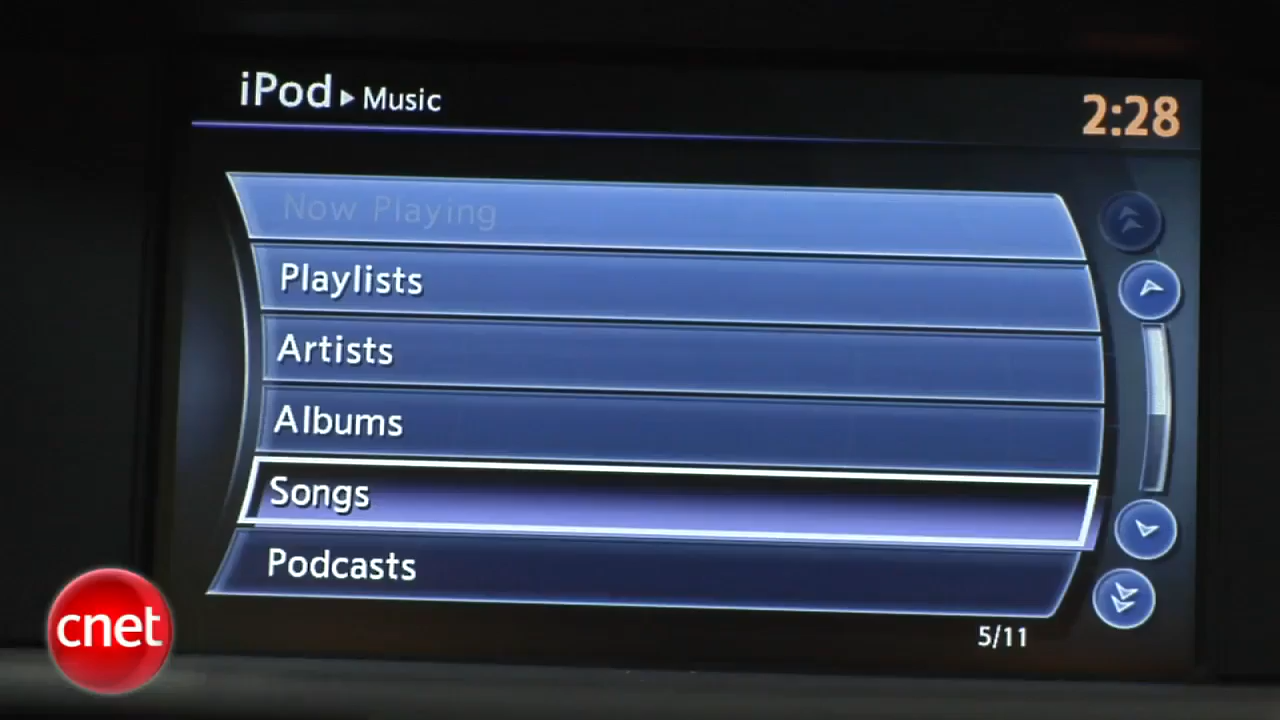 iPod ▸ Music
2:28
Now Playing
Playlists
Artists
Albums
Songs
Podcasts
5/11
cnet